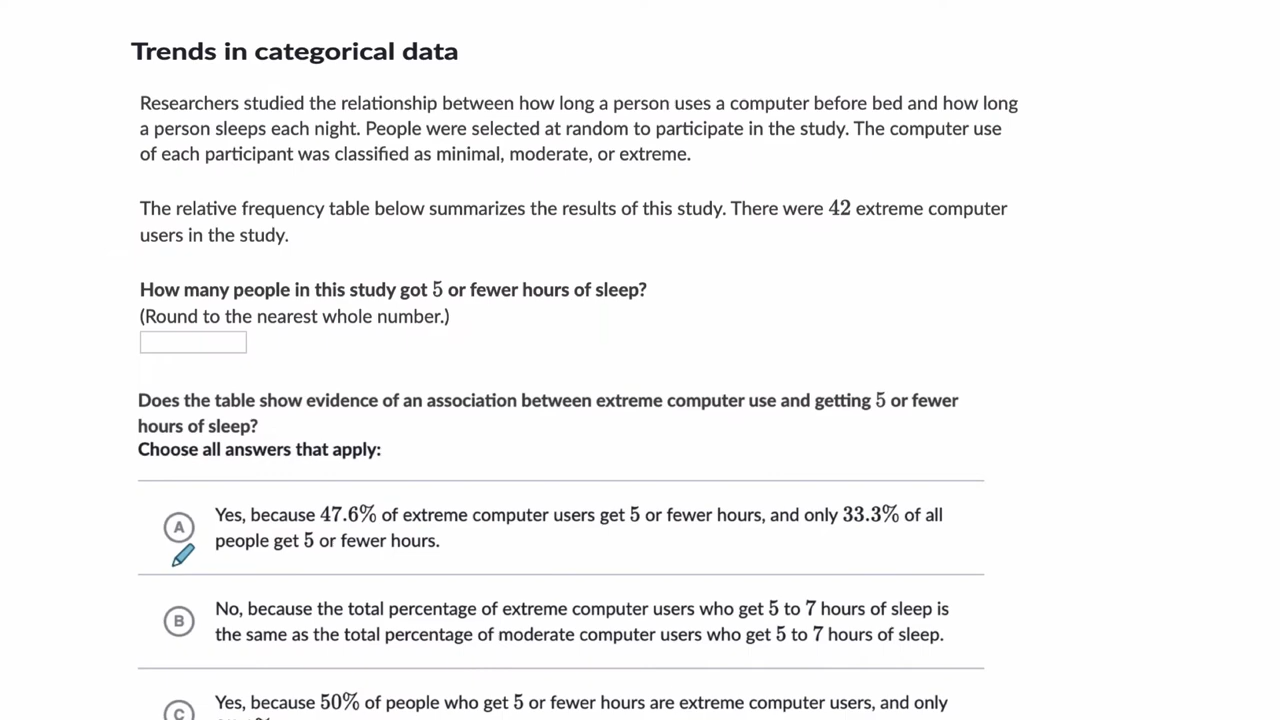 Trends in categorical data
Researchers studied the relationship between how long a person uses a computer before bed and how long
a person sleeps each night. People were selected at random to participate in the study. The computer use
of each participant was classified as minimal, moderate, or extreme.
The relative frequency table below summarizes the results of this study. There were 42 extreme computer
users in the study.
How many people in this study got 5 or fewer hours of sleep?
(Round to the nearest whole number.)
Does the table show evidence of an association between extreme computer use and getting 5 or fewer
hours of sleep?
Choose all answers that apply:
A
Yes, because 47.6% of extreme computer users get 5 or fewer hours, and only 33.3% of all
people get 5 or fewer hours.
B
No, because the total percentage of extreme computer users who get 5 to 7 hours of sleep is
the same as the total percentage of moderate computer users who get 5 to 7 hours of sleep.
C
Yes, because 50% of people who get 5 or fewer hours are extreme computer users, and only